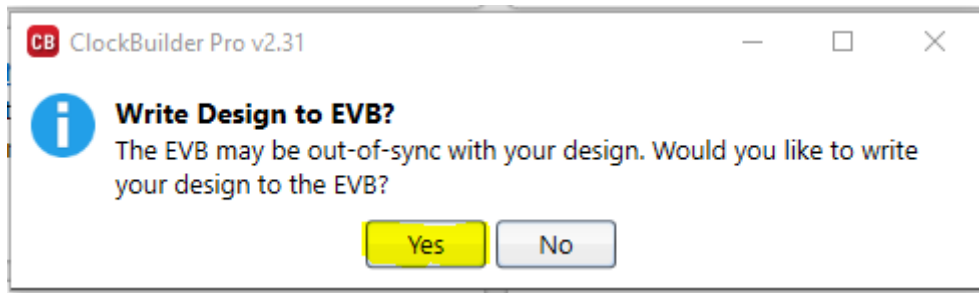 CB ClockBuilder Pro v2.31
Write Design to EVB?
The EVB may be out-of-sync with your design. Would you like to write
your design to the EVB?
Yes No